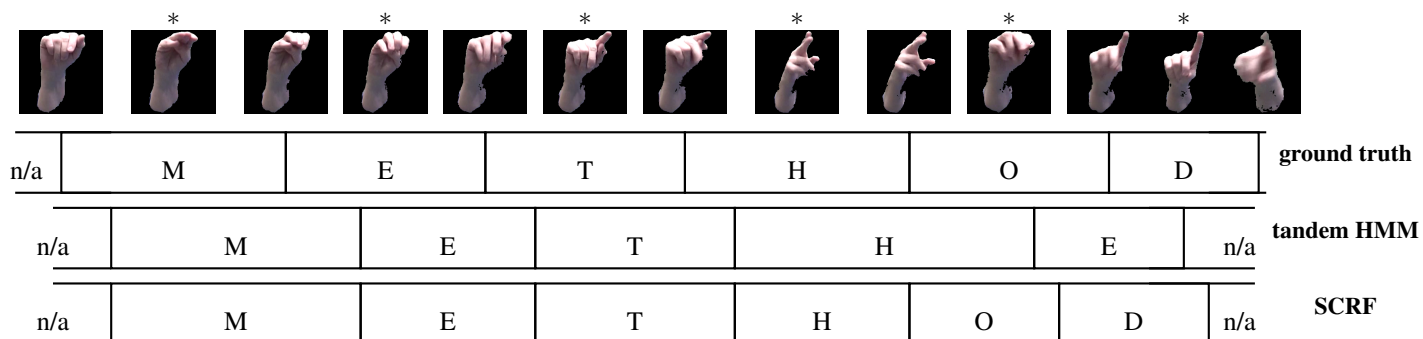 * * * * * *
n/a M E T H O D ground truth
n/a M E T H E n/a tandem HMM
n/a M E T H O D n/a SCRF